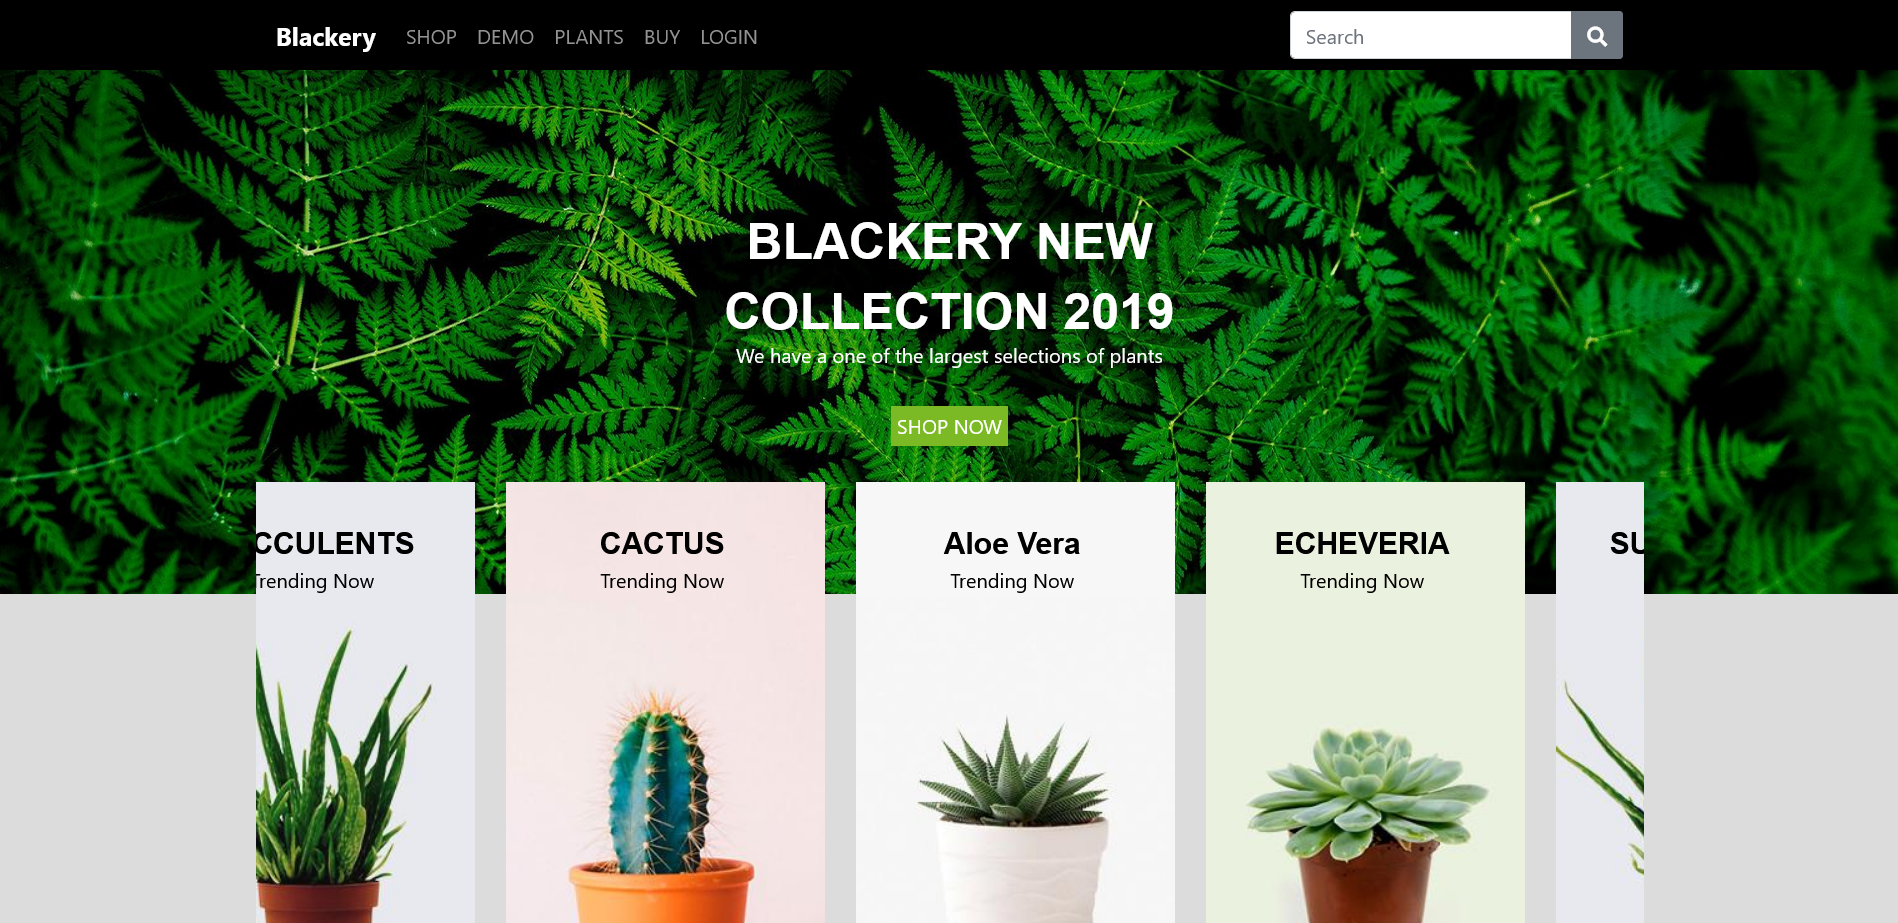 Blackery SHOP DEMO PLANTS BUY LOGIN Search
BLACKERY NEW
COLLECTION 2019
We have a one of the largest selections of plants
SHOP NOW
CCULENTS
Trending Now
CACTUS
Trending Now
Aloe Vera
Trending Now
ECHEVERIA
Trending Now
SU